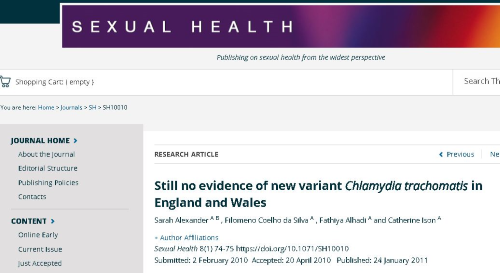 SEXUAL HEALTH
Publishing on sexual health from the widest perspective
Shopping Cart: ( empty )
Search Th
You are here: Home > Journals > SH > SH10010
JOURNAL HOME >
About the Journal
Editorial Structure
Publishing Policies
Contacts
CONTENT >
Online Early
Current Issue
Just Accepted
RESEARCH ARTICLE
Previous
Ne
Still no evidence of new variant Chlamydia trachomatis in
England and Wales
Sarah Alexander A B , Filomeno Coelho da Silva A , Fathiya Alhadi A and Catherine Ison A
+ Author Affiliations
Sexual Health 8(1) 74-75 https://doi.org/10.1071/SH10010
Submitted: 2 February 2010 Accepted: 20 April 2010 Published: 24 January 2011